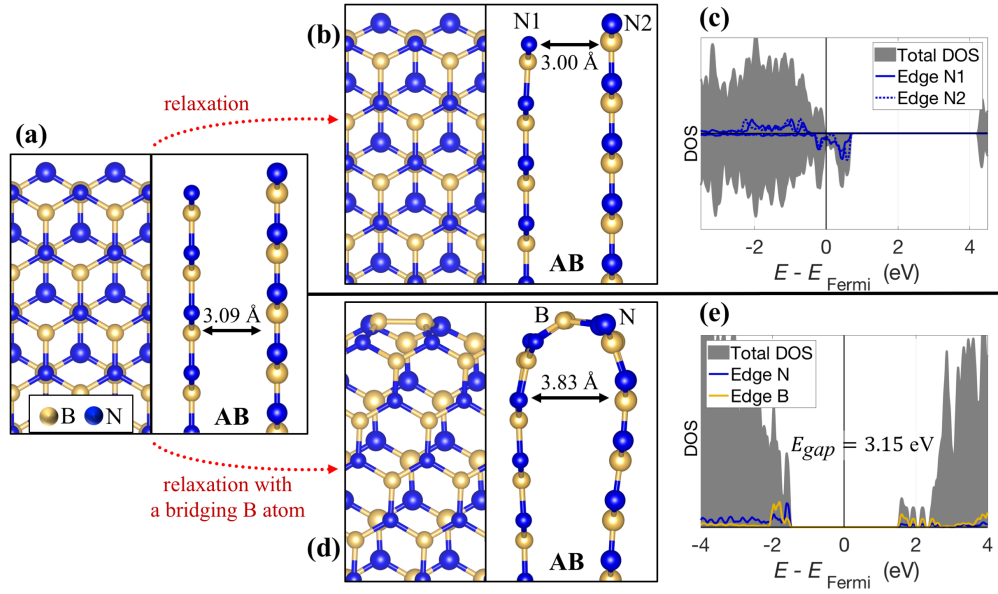 (a)
3.09 Å
B N
AB
relaxation
relaxation with
a bridging B atom
(b)
N1
N2
3.00 Å
AB
(c)
Total DOS
Edge N1
Edge N2
DOS
-2 0 2 4
E - E Fermi (eV)
(d)
B
N
3.83 Å
AB
(e)
Total DOS
Edge N
Edge B
Egap = 3.15 eV
DOS
-4 -2 0 2 4
E - E Fermi (eV)